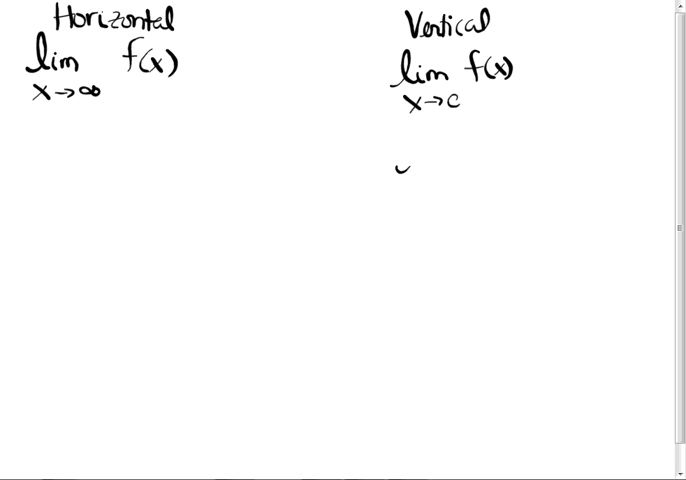 Horizontal
lim f(x)
x→∞
Vertical
lim f(x)
x→c